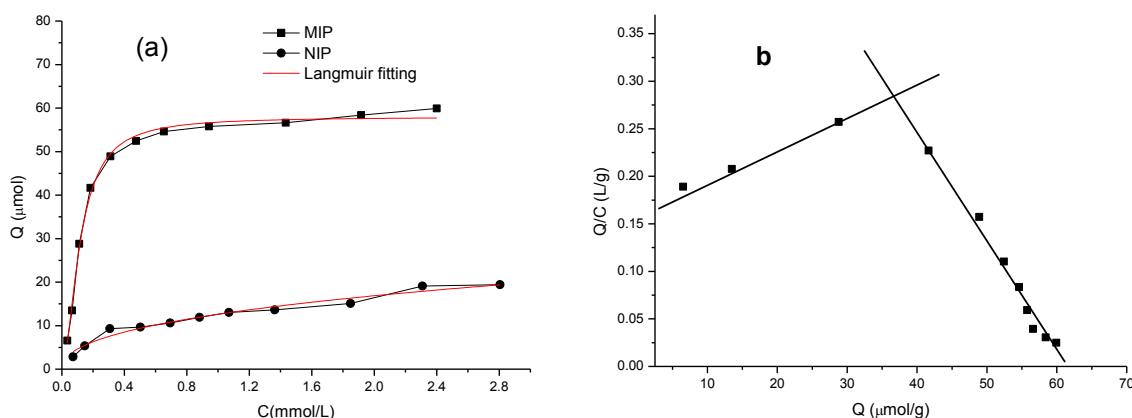 (a)
MIP
NIP
Langmuir fitting
80
70
60
50
40
30
20
10
0
Q (μmol)
0.0 0.4 0.8 1.2 1.6 2.0 2.4 2.8
C(mmol/L)
b
0.35
0.30
0.25
0.20
0.15
0.10
0.05
0.00
Q/C (L/g)
10 20 30 40 50 60 70
Q (μmol/g)